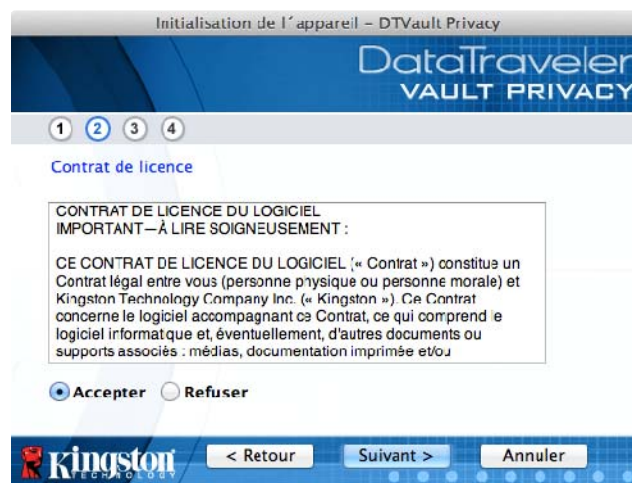 Initialisation de l´appareil – DTVault Privacy
DataTraveler
VAULT PRIVACY
1 2 3 4
Contrat de licence
CONTRAT DE LICENCE DU LOGICIEL
IMPORTANT—À LIRE SOIGNEUSEMENT :
CE CONTRAT DE LICENCE DU LOGICIEL (« Contrat ») constitue un
Contrat légal entre vous (personne physique ou personne morale) et
Kingston Technology Company Inc. (« Kingston »). Ce Contrat
concerne le logiciel accompagnant ce Contrat, ce qui comprend le
logiciel informatique et, éventuellement, d'autres documents ou
supports associés : médias, documentation imprimée et/ou
Accepter Refuser
Kingston
TECHNOLOGY
< Retour Suivant > Annuler